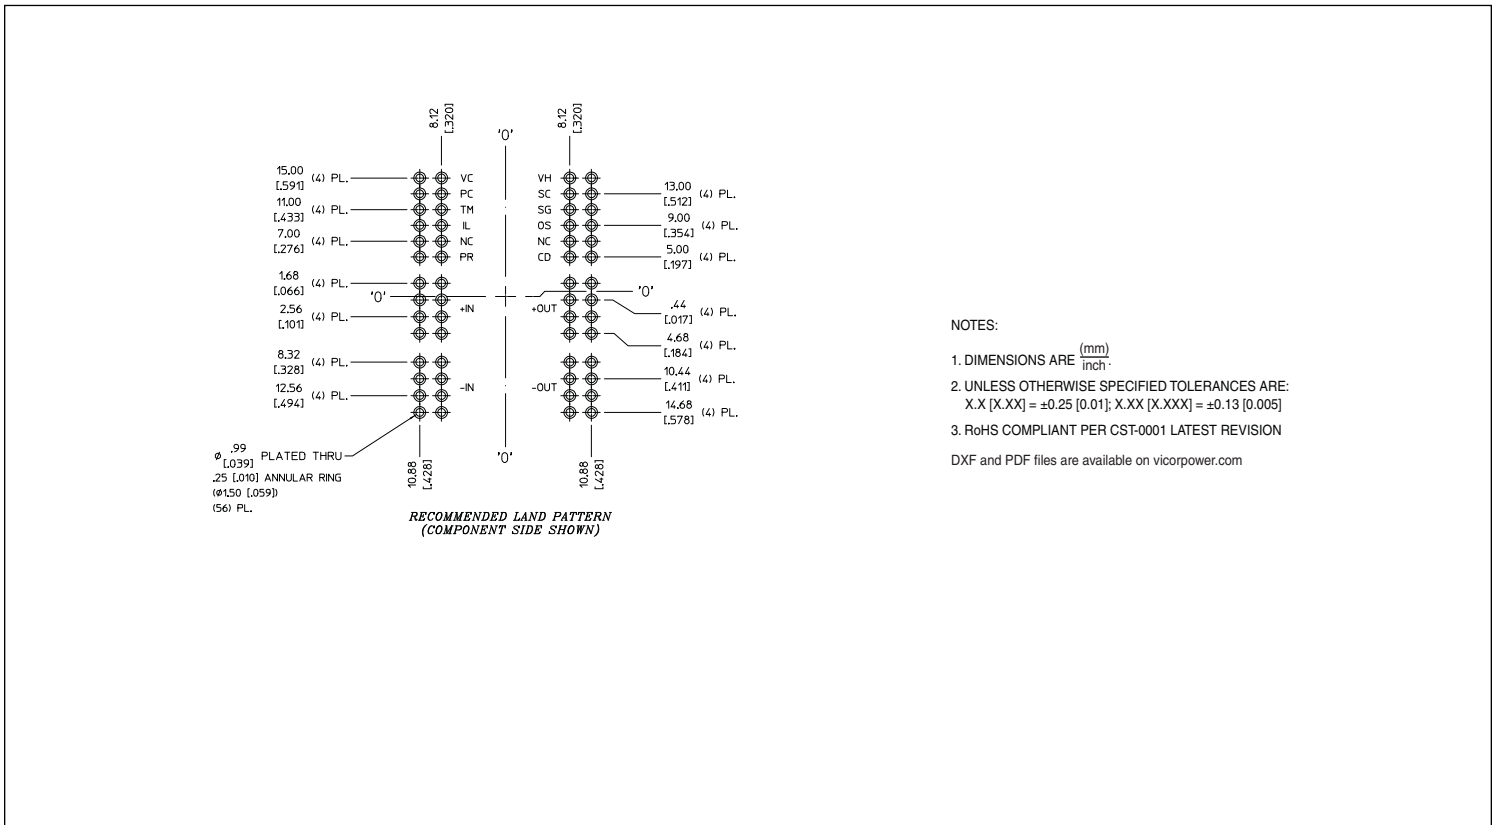 8.12
[.320]
8.12
[.320]
'0'
15.00
[.591]
(4) PL.
VC
VH
PC
SC
13.00
[.512]
(4) PL.
11.00
[.433]
(4) PL.
TM
SG
IL
OS
9.00
[.354]
(4) PL.
7.00
[.276]
(4) PL.
NC
NC
PR
CD
5.00
[.197]
(4) PL.
1.68
[.066]
(4) PL.
'0'
'0'
2.56
[.101]
(4) PL.
+IN
+OUT
.44
[.017]
(4) PL.
4.68
[.184]
(4) PL.
8.32
[.328]
(4) PL.
12.56
[.494]
(4) PL.
-IN
-OUT
10.44
[.411]
(4) PL.
14.68
[.578]
(4) PL.
ø .99
[.039]
PLATED THRU
.25 [.010] ANNULAR RING
(ø1.50 [.059])
(56) PL.
10.88
[.428]
'0'
10.88
[.428]
RECOMMENDED LAND PATTERN
(COMPONENT SIDE SHOWN)
NOTES:
1. DIMENSIONS ARE (mm)
inch.
2. UNLESS OTHERWISE SPECIFIED TOLERANCES ARE:
X.X [X.XX] = ±0.25 [0.01]; X.XX [X.XXX] = ±0.13 [0.005]
3. RoHS COMPLIANT PER CST-0001 LATEST REVISION
DXF and PDF files are available on vicorpower.com